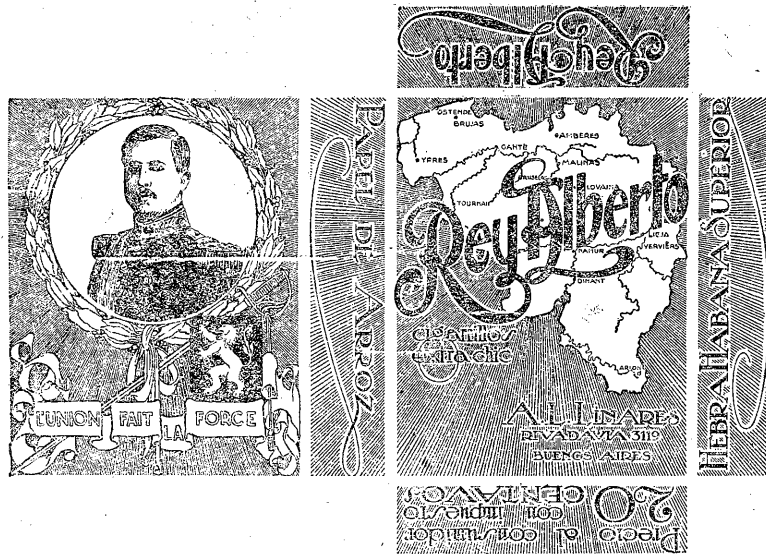 Rey Alberto
L'UNION FAIT LA FORCE
PAPEL DE ARROZ
OSTENDE
BRUJAS
AMBERES
GANTE
YPRES
MALINAS
LOVAINA
TOURNAI
Rey Alberto
LIEJA
VERVIERS
NAMUR
DINANT
ARLON
Cigarrillos
extra chic
A. L. LINARES
RIVADAVIA 3119
BUENOS AIRES
HEBRA HABANA SUPERIOR
Precio al consumidor
con impuesto
20 CENTAVOS